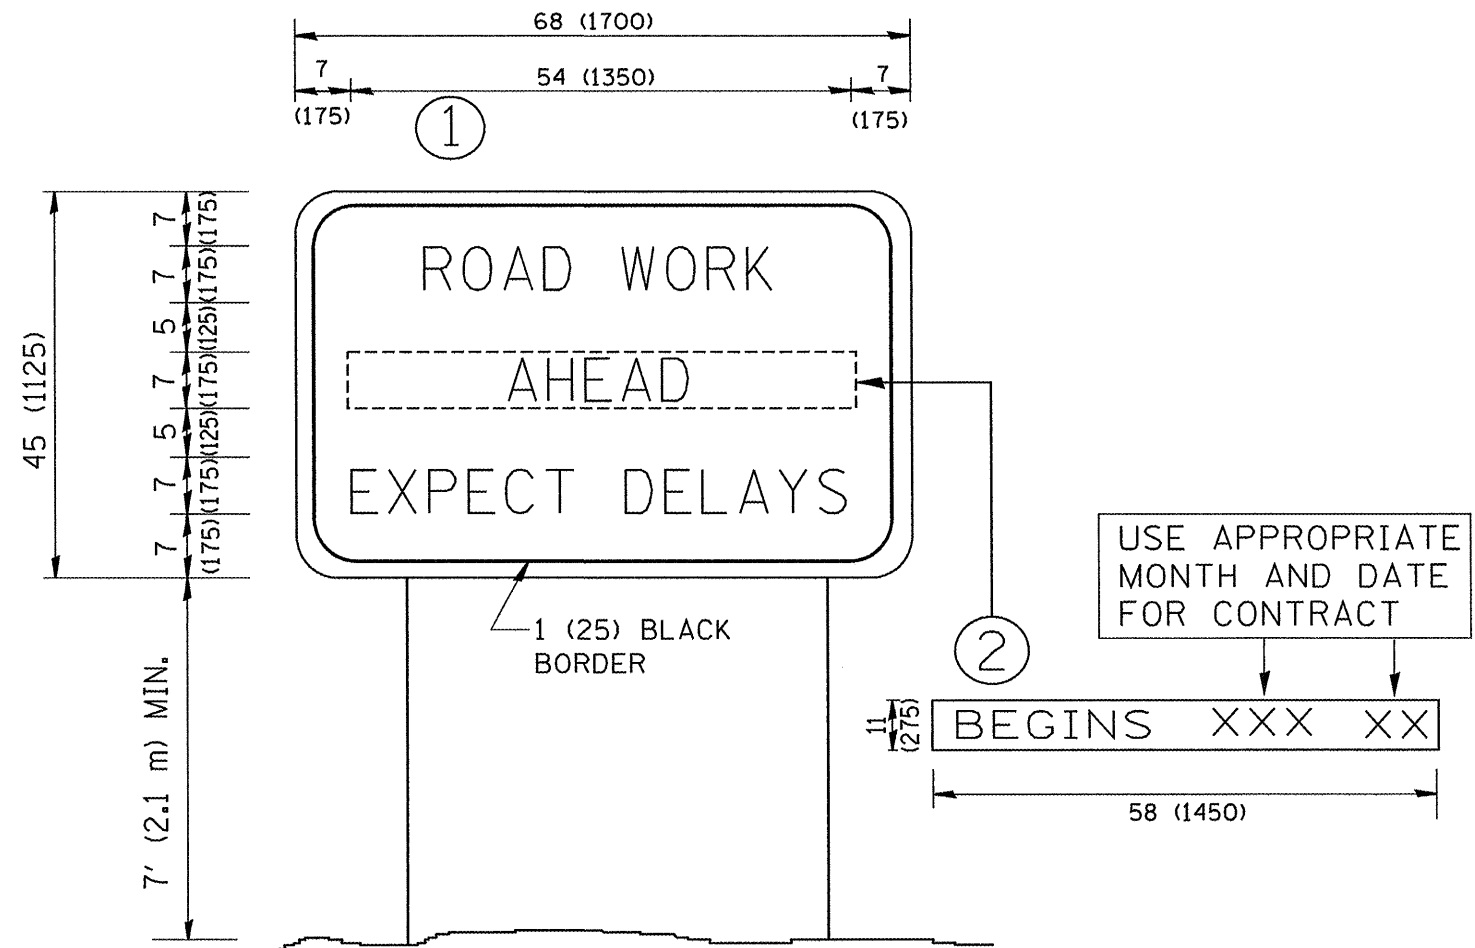 68 (1700)
7
54 (1350)
7
(175)
(175)
1
45 (1125)
7 (175)
7 (175)
5 (125)
7 (175)
5 (125)
7 (175)
7 (175)
ROAD WORK
AHEAD
EXPECT DELAYS
1 (25) BLACK
BORDER
7' (2.1 m) MIN.
USE APPROPRIATE
MONTH AND DATE
FOR CONTRACT
2
11
(275)
BEGINS XXX XX
58 (1450)